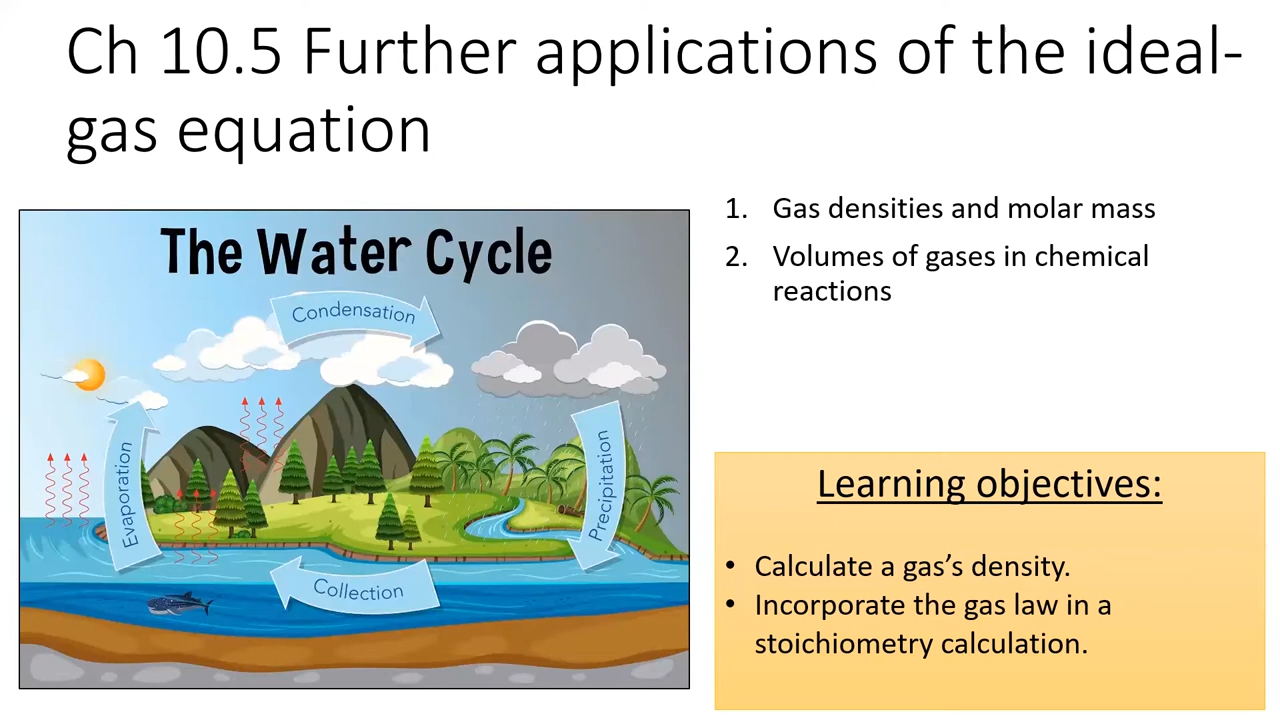 Ch 10.5 Further applications of the ideal-
gas equation
The Water Cycle
Condensation
Evaporation
Precipitation
Collection
1. Gas densities and molar mass
2. Volumes of gases in chemical
reactions
Learning objectives:
• Calculate a gas’s density.
• Incorporate the gas law in a
stoichiometry calculation.